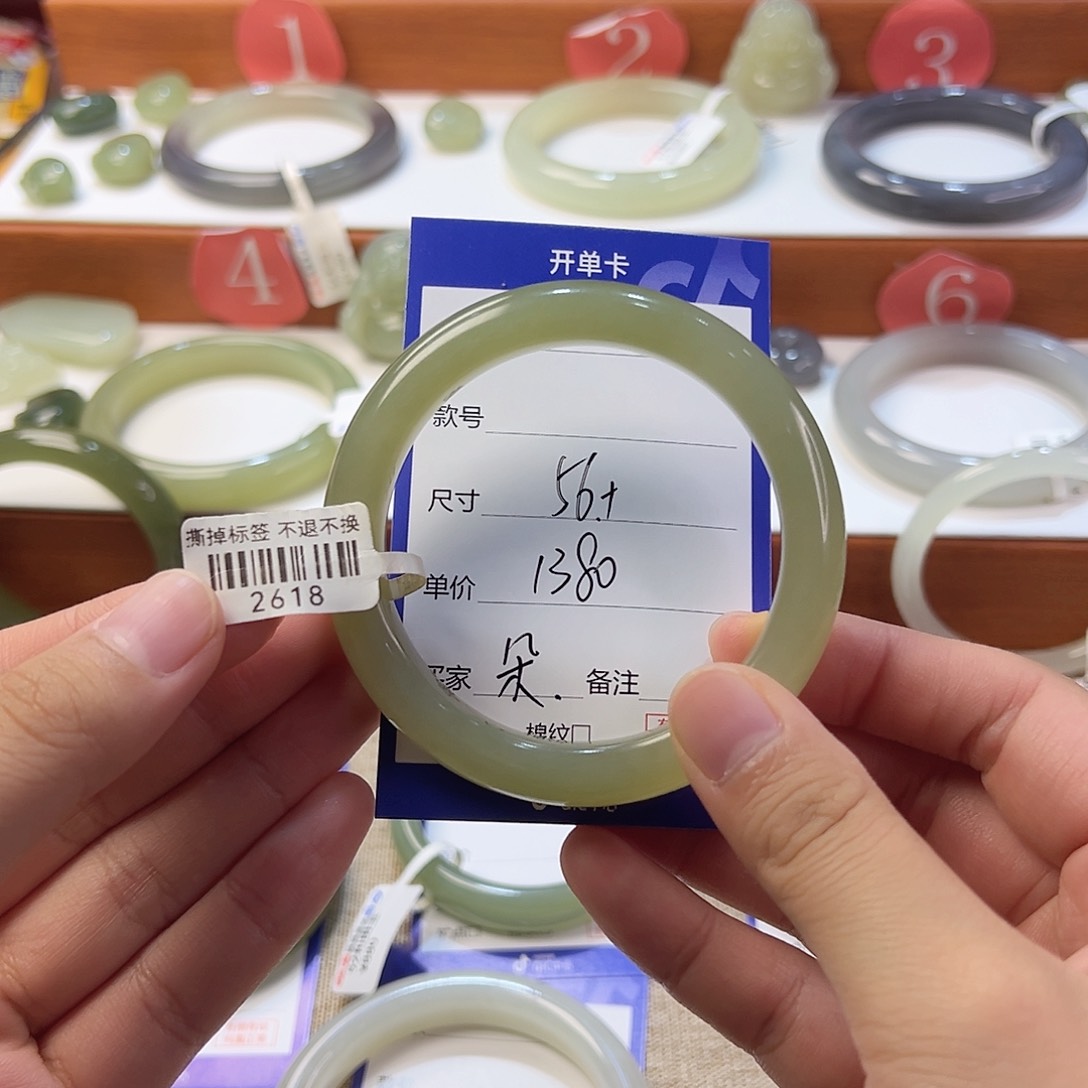 1
2
3
开单卡
4
6
款号
尺寸 56.+
撕掉标签 不退不换
2618
单价 1380
买家 朵. 备注
棉纹□